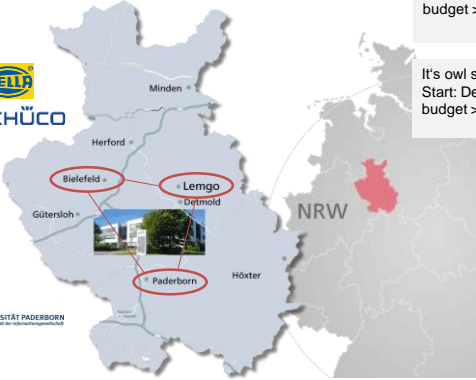 budget >
It's owl s
Start: De
budget >
HELLA
CHÜCO
Minden
Herford
Bielefeld
Lemgo
Detmold
Gütersloh
NRW
Paderborn
Höxter
SITÄT PADERBORN